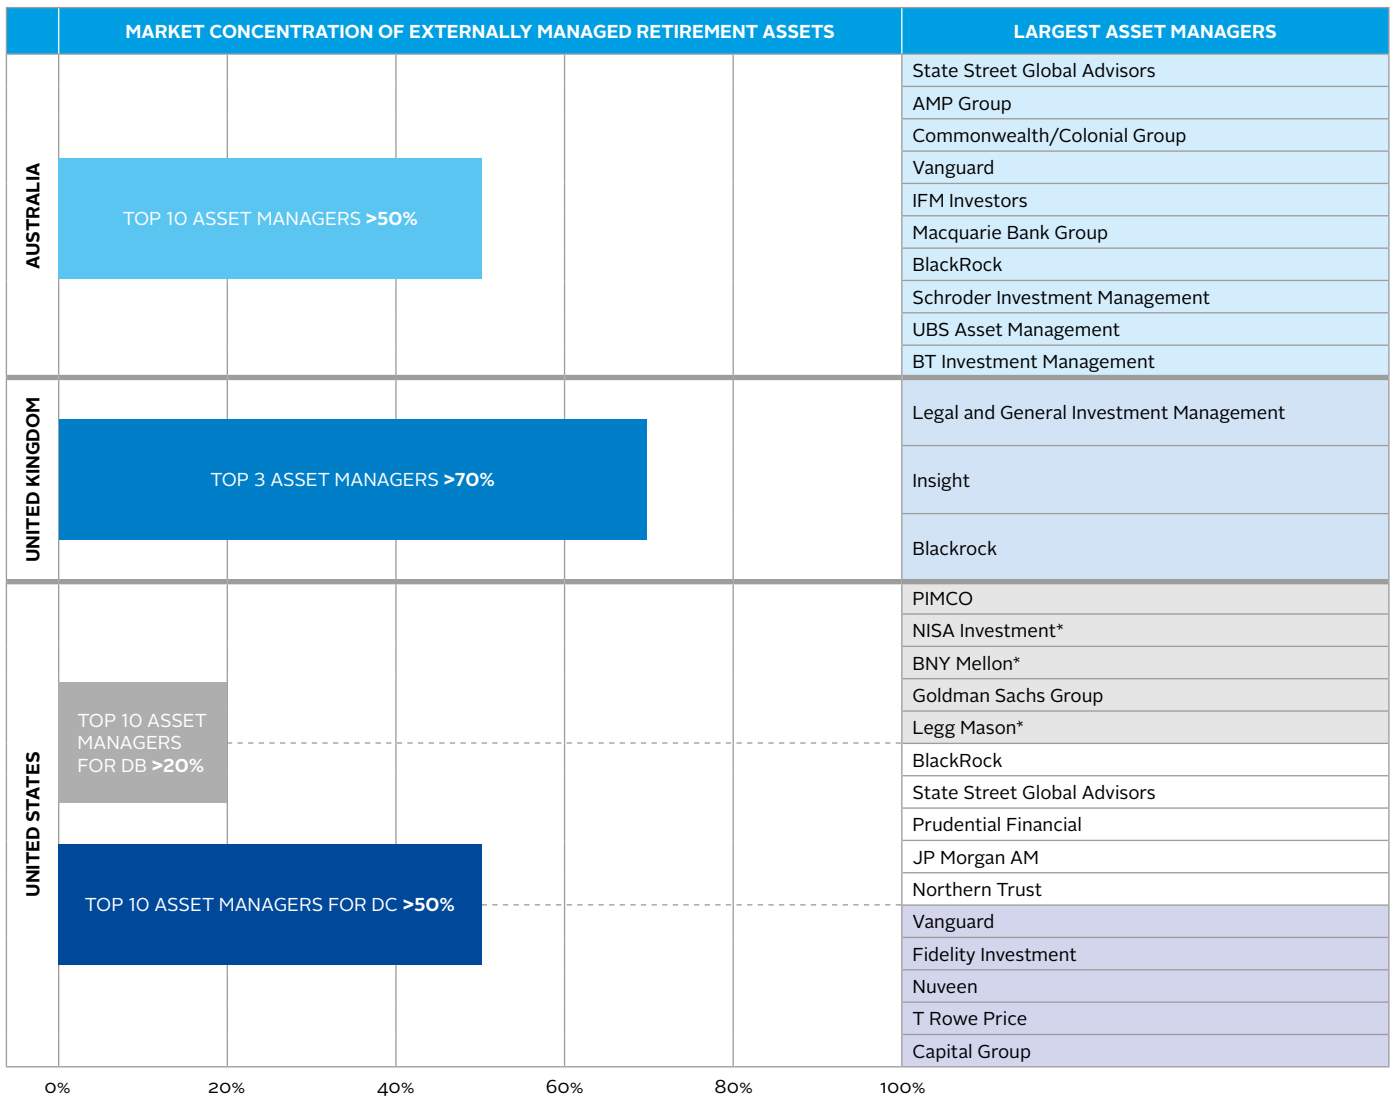 MARKET CONCENTRATION OF EXTERNALLY MANAGED RETIREMENT ASSETS
LARGEST ASSET MANAGERS
AUSTRALIA
TOP 10 ASSET MANAGERS >50%
State Street Global Advisors
AMP Group
Commonwealth/Colonial Group
Vanguard
IFM Investors
Macquarie Bank Group
BlackRock
Schroder Investment Management
UBS Asset Management
BT Investment Management
UNITED KINGDOM
TOP 3 ASSET MANAGERS >70%
Legal and General Investment Management
Insight
Blackrock
UNITED STATES
TOP 10 ASSET
MANAGERS
FOR DB >20%
TOP 10 ASSET MANAGERS FOR DC >50%
PIMCO
NISA Investment*
BNY Mellon*
Goldman Sachs Group
Legg Mason*
BlackRock
State Street Global Advisors
Prudential Financial
JP Morgan AM
Northern Trust
Vanguard
Fidelity Investment
Nuveen
T Rowe Price
Capital Group
0% 20% 40% 60% 80% 100%